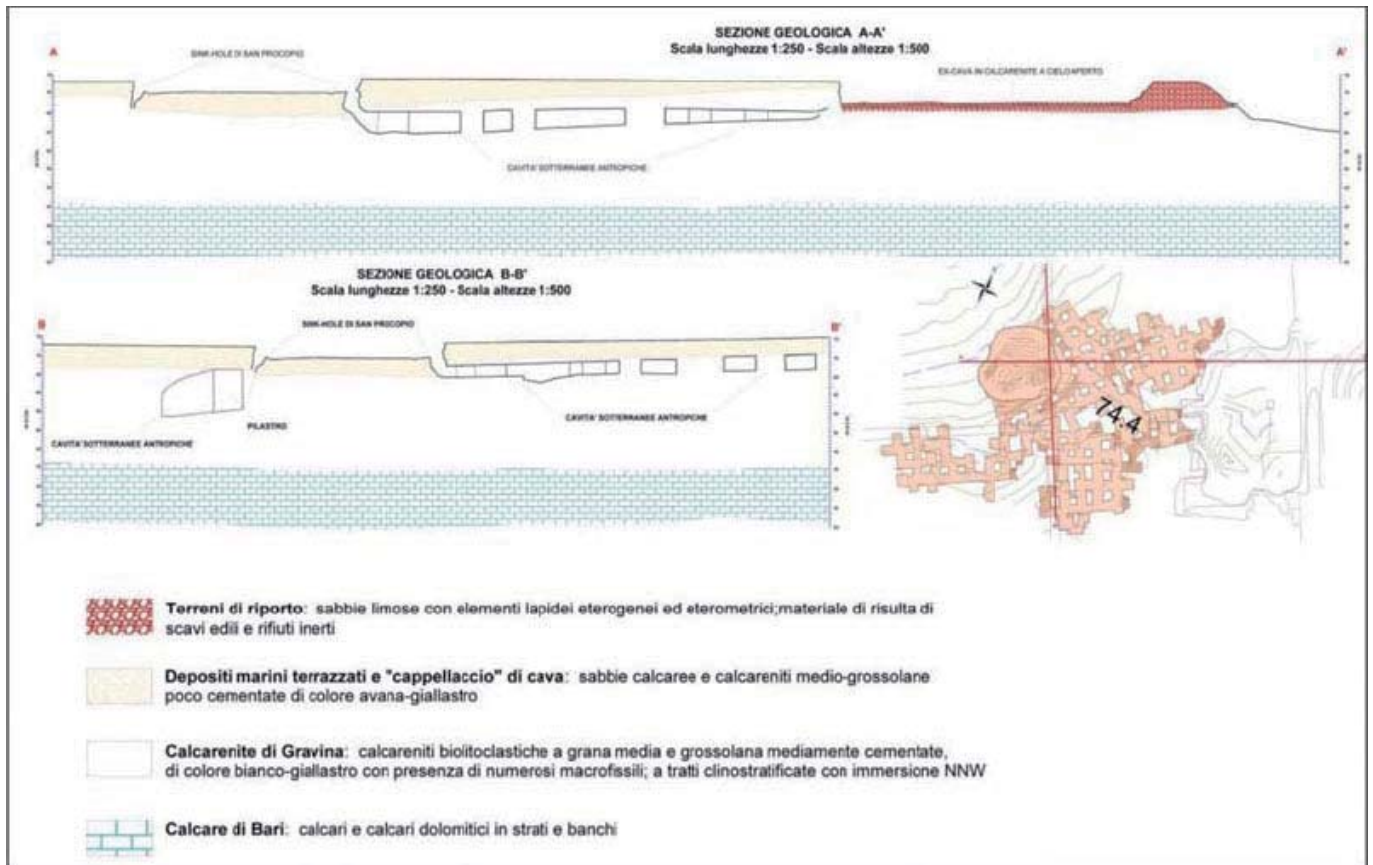 SEZIONE GEOLOGICA A-A'
Scala lunghezze 1:250 - Scala altezze 1:500
A
A'
SINK-HOLE DI SAN PROCOPIO
EX-CAVA IN CALCARENITE A CIELO APERTO
CAVITA' SOTTERRANEE ANTROPICHE
SEZIONE GEOLOGICA B-B'
Scala lunghezze 1:250 - Scala altezze 1:500
B
B'
SINK-HOLE DI SAN PROCOPIO
CAVITA' SOTTERRANEE ANTROPICHE
PILASTRO
CAVITA' SOTTERRANEE ANTROPICHE
74.4
Terreni di riporto: sabbie limose con elementi lapidei eterogenei ed eterometrici;materiale di risulta di
scavi edili e rifiuti inerti
Depositi marini terrazzati e "cappellaccio" di cava: sabbie calcaree e calcareniti medio-grossolane
poco cementate di colore avana-giallastro
Calcarenite di Gravina: calcareniti biolitoclastiche a grana media e grossolana mediamente cementate,
di colore bianco-giallastro con presenza di numerosi macrofissili; a tratti clinostratificate con immersione NNW
Calcare di Bari: calcari e calcari dolomitici in strati e banchi